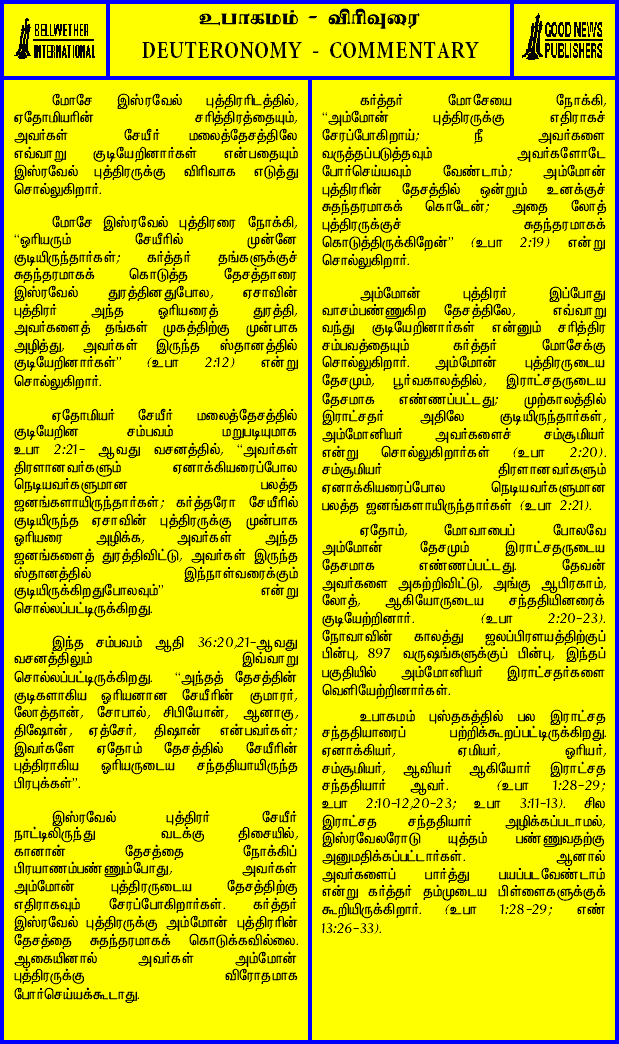 BELLWETHER
INTERNATIONAL
உபாகமம் - விரிவுரை
DEUTERONOMY - COMMENTARY
GOOD NEWS
PUBLISHERS
மோசே இஸ்ரவேல் புத்திரரிடத்தில்,
ஏதோமியரின் சரித்திரத்தையும்,
அவர்கள் சேயீர் மலைத்தேசத்திலே
எவ்வாறு குடியேறினார்கள் என்பதையும்
இஸ்ரவேல் புத்திரருக்கு விரிவாக எடுத்து
சொல்லுகிறார்.
மோசே இஸ்ரவேல் புத்திரரை நோக்கி,
“ஓரியரும் சேயீரில் முன்னே
குடியிருந்தார்கள்; கர்த்தர் தங்களுக்குச்
சுதந்தரமாகக் கொடுத்த தேசத்தாரை
இஸ்ரவேல் துரத்தினதுபோல, ஏசாவின்
புத்திரர் அந்த ஓரியரைத் துரத்தி,
அவர்களைத் தங்கள் முகத்திற்கு முன்பாக
அழித்து, அவர்கள் இருந்த ஸ்தானத்தில்
குடியேறினார்கள்” (உபா 2:12) என்று
சொல்லுகிறார்.
ஏதோமியர் சேயீர் மலைத்தேசத்தில்
குடியேறின சம்பவம் மறுபடியுமாக
உபா 2:21- ஆவது வசனத்தில், “அவர்கள்
திரளானவர்களும் ஏனாக்கியரைப்போல
நெடியவர்களுமான பலத்த
ஜனங்களாயிருந்தார்கள்; கர்த்தரோ சேயீரில்
குடியிருந்த ஏசாவின் புத்திரருக்கு முன்பாக
ஓரியரை அழிக்க, அவர்கள் அந்த
ஜனங்களைத் துரத்திவிட்டு, அவர்கள் இருந்த
ஸ்தானத்தில் இந்நாள்வரைக்கும்
குடியிருக்கிறதுபோலவும்” என்று
சொல்லப்பட்டிருக்கிறது.
இந்த சம்பவம் ஆதி 36:20,21-ஆவது
வசனத்திலும் இவ்வாறு
சொல்லப்பட்டிருக்கிறது. “அந்தத் தேசத்தின்
குடிகளாகிய ஓரியனான சேயீரின் குமாரர்,
லோத்தான், சோபால், சிபியோன், ஆனாகு,
திஷோன், ஏத்சேர், திஷான் என்பவர்கள்;
இவர்களே ஏதோம் தேசத்தில் சேயீரின்
புத்திராகிய ஓரியருடைய சந்ததியாயிருந்த
பிரபுக்கள்”.
இஸ்ரவேல் புத்திரர் சேயீர்
நாட்டிலிருந்து வடக்கு திசையில்,
கானான் தேசத்தை நோக்கிப்
பிரயாணம்பண்ணும்போது, அவர்கள்
அம்மோன் புத்திரருடைய தேசத்திற்கு
எதிராகவும் சேரப்போகிறார்கள். கர்த்தர்
இஸ்ரவேல் புத்திரருக்கு அம்மோன் புத்திரரின்
தேசத்தை சுதந்தரமாகக் கொடுக்கவில்லை.
ஆகையினால் அவர்கள் அம்மோன்
புத்திரருக்கு விரோதமாக
போர்செய்யக்கூடாது.
கர்த்தர் மோசேயை நோக்கி,
“அம்மோன் புத்திரருக்கு எதிராகச்
சேரப்போகிறாய்; நீ அவர்களை
வருத்தப்படுத்தவும் அவர்களோடே
போர்செய்யவும் வேண்டாம்; அம்மோன்
புத்திரரின் தேசத்தில் ஒன்றும் உனக்குச்
சுதந்தரமாகக் கொடேன்; அதை லோத்
புத்திரருக்குச் சுதந்தரமாகக்
கொடுத்திருக்கிறேன்” (உபா 2:19) என்று
சொல்லுகிறார்.
அம்மோன் புத்திரர் இப்போது
வாசம்பண்ணுகிற தேசத்திலே, எவ்வாறு
வந்து குடியேறினார்கள் என்னும் சரித்திர
சம்பவத்தையும் கர்த்தர் மோசேக்கு
சொல்லுகிறார். அம்மோன் புத்திரருடைய
தேசமும், பூர்வகாலத்தில், இராட்சதருடைய
தேசமாக எண்ணப்பட்டது; முற்காலத்தில்
இராட்சதர் அதிலே குடியிருந்தார்கள்,
அம்மோனியர் அவர்களைச் சம்சூமியர்
என்று சொல்லுகிறார்கள் (உபா 2:20).
சம்சூமியர் திரளானவர்களும்
ஏனாக்கியரைப்போல நெடியவர்களுமான
பலத்த ஜனங்களாயிருந்தார்கள் (உபா 2:21).
ஏதோம், மோவாபைப் போலவே
அம்மோன் தேசமும் இராட்சதருடைய
தேசமாக எண்ணப்பட்டது. தேவன்
அவர்களை அகற்றிவிட்டு, அங்கு ஆபிரகாம்,
லோத், ஆகியோருடைய சந்ததியினரைக்
குடியேற்றினார். (உபா 2:20-23).
நோவாவின் காலத்து ஜலப்பிரளயத்திற்குப்
பின்பு, 897 வருஷங்களுக்குப் பின்பு, இந்தப்
பகுதியில் அம்மோனியர் இராட்சதர்களை
வெளியேற்றினார்கள்.
உபாகமம் புஸ்தகத்தில் பல இராட்சத
சந்ததியாரைப் பற்றிக்கூறப்பட்டிருக்கிறது.
ஏனாக்கியர், ஏமியர், ஓரியர்,
சம்சூமியர், ஆவியர் ஆகியோர் இராட்சத
சந்ததியார் ஆவர். (உபா 1:28-29;
உபா 2:10-12,20-23; உபா 3:11-13). சில
இராட்சத சந்ததியார் அழிக்கப்படாமல்,
இஸ்ரவேலரோடு யுத்தம் பண்ணுவதற்கு
அனுமதிக்கப்பட்டார்கள். ஆனால்
அவர்களைப் பார்த்து பயப்படவேண்டாம்
என்று கர்த்தர் தம்முடைய பிள்ளைகளுக்குக்
கூறியிருக்கிறார். (உபா 1:28-29; எண்
13:26-33).